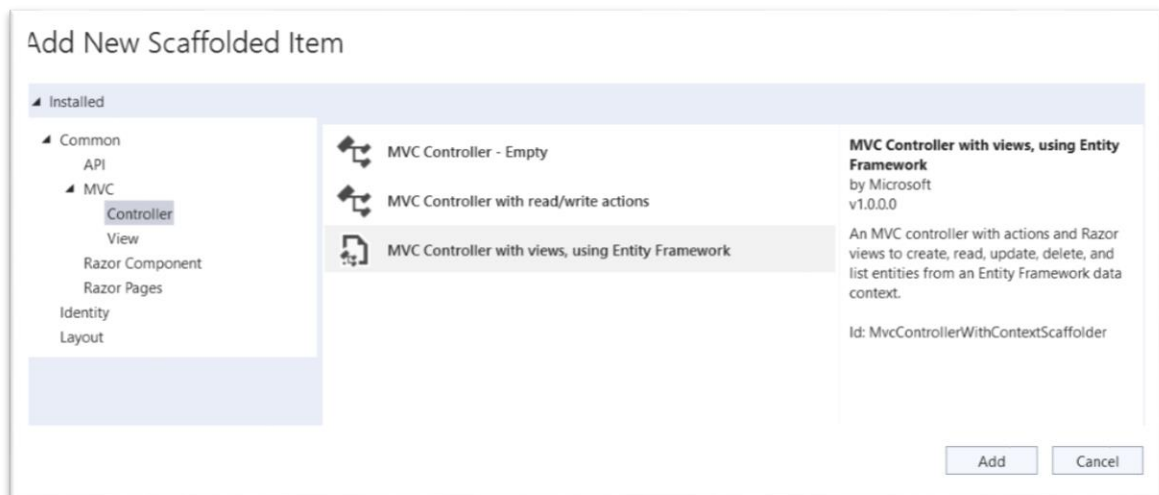 Add New Scaffolded Item
Installed
Common
API
MVC
Controller
View
Razor Component
Razor Pages
Identity
Layout
MVC Controller - Empty
MVC Controller with read/write actions
MVC Controller with views, using Entity Framework
MVC Controller with views, using Entity
Framework
by Microsoft
v1.0.0.0
An MVC controller with actions and Razor
views to create, read, update, delete, and
list entities from an Entity Framework data
context.
Id: MvcControllerWithContextScaffolder
Add
Cancel